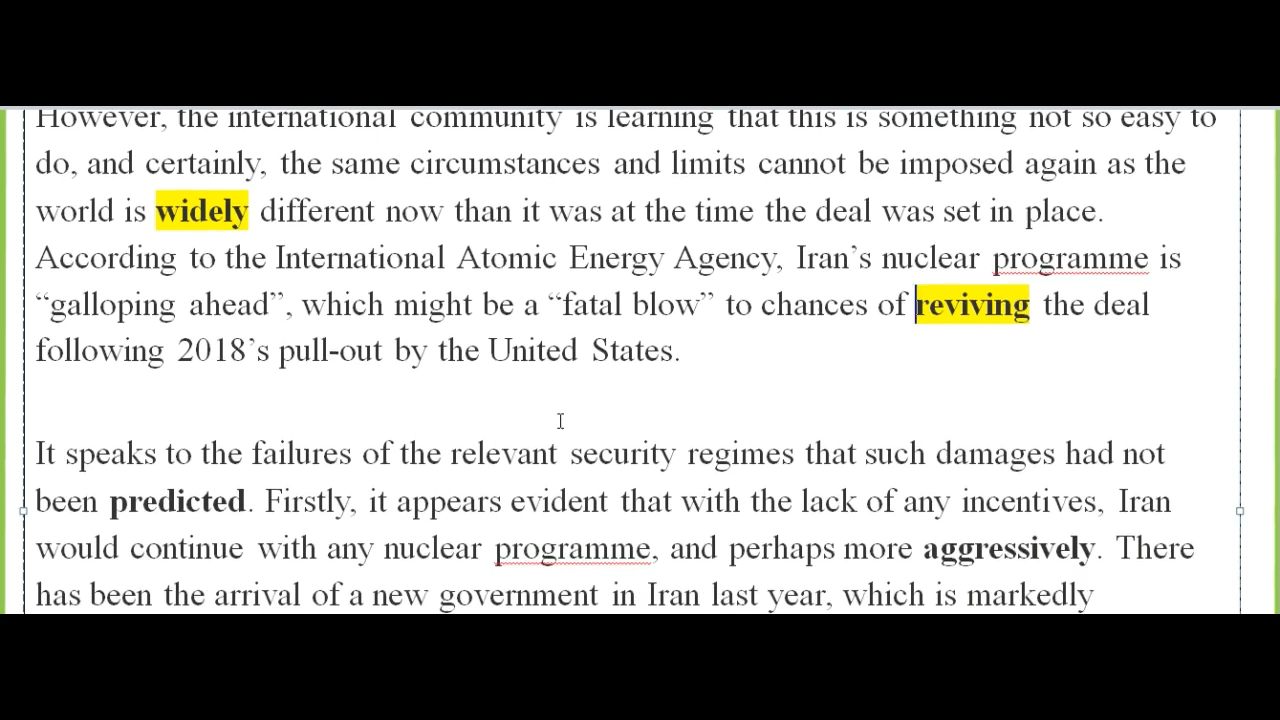 However, the international community is learning that this is something not so easy to
do, and certainly, the same circumstances and limits cannot be imposed again as the
world is widely different now than it was at the time the deal was set in place.
According to the International Atomic Energy Agency, Iran’s nuclear programme is
“galloping ahead”, which might be a “fatal blow” to chances of reviving the deal
following 2018’s pull-out by the United States.
It speaks to the failures of the relevant security regimes that such damages had not
been predicted. Firstly, it appears evident that with the lack of any incentives, Iran
would continue with any nuclear programme, and perhaps more aggressively. There
has been the arrival of a new government in Iran last year, which is markedly